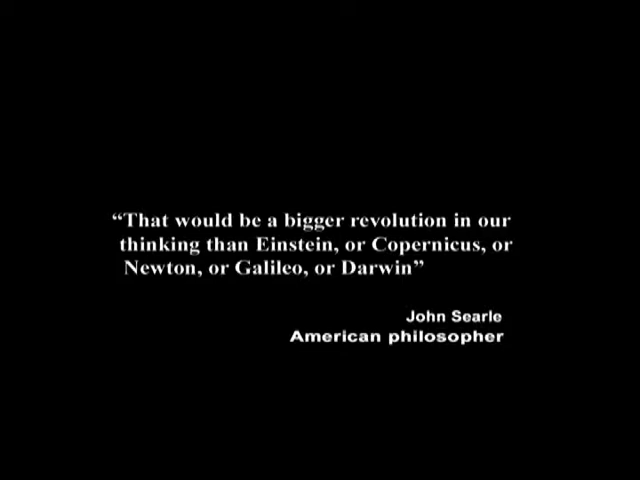 “That would be a bigger revolution in our
thinking than Einstein, or Copernicus, or
Newton, or Galileo, or Darwin”
John Searle
American philosopher